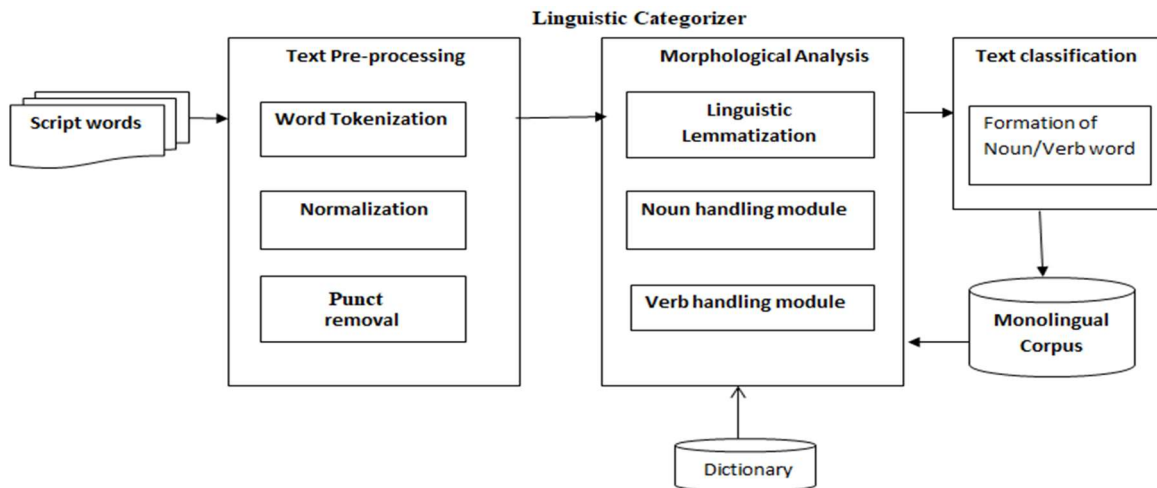 Linguistic Categorizer
Script words
Text Pre-processing
Word Tokenization
Normalization
Punct
removal
Morphological Analysis
Linguistic
Lemmatization
Noun handling module
Verb handling module
Text classification
Formation of
Noun/Verb word
Monolingual
Corpus
Dictionary